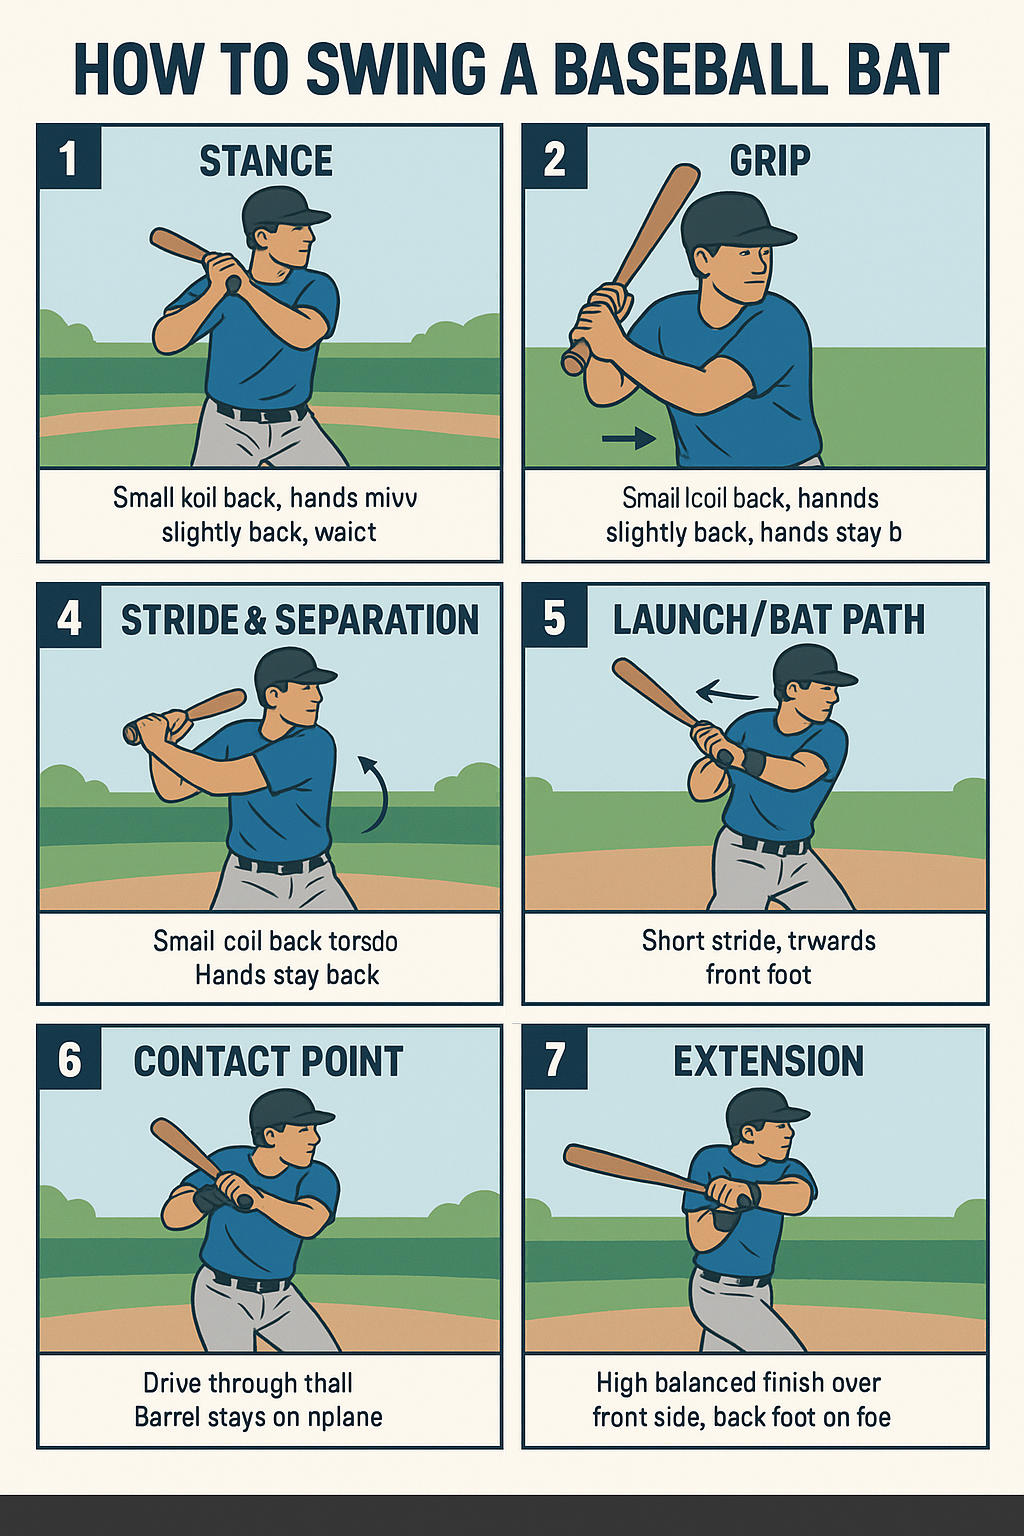 HOW TO SWING A BASEBALL BAT
1
STANCE
Small koil back, hands mivv
slightly back, waict
2
GRIP
Smail lcoil back, hannds
slightly back, hands stay b
4
STRIDE & SEPARATION
Smail coil back torsdo
Hands stay back
5
LAUNCH/BAT PATH
Short stride, trwards
front foot
6
CONTACT POINT
Drive through thall
Barrel stays on nplane
7
EXTENSION
High balanced finish over
front side, back foot on foe